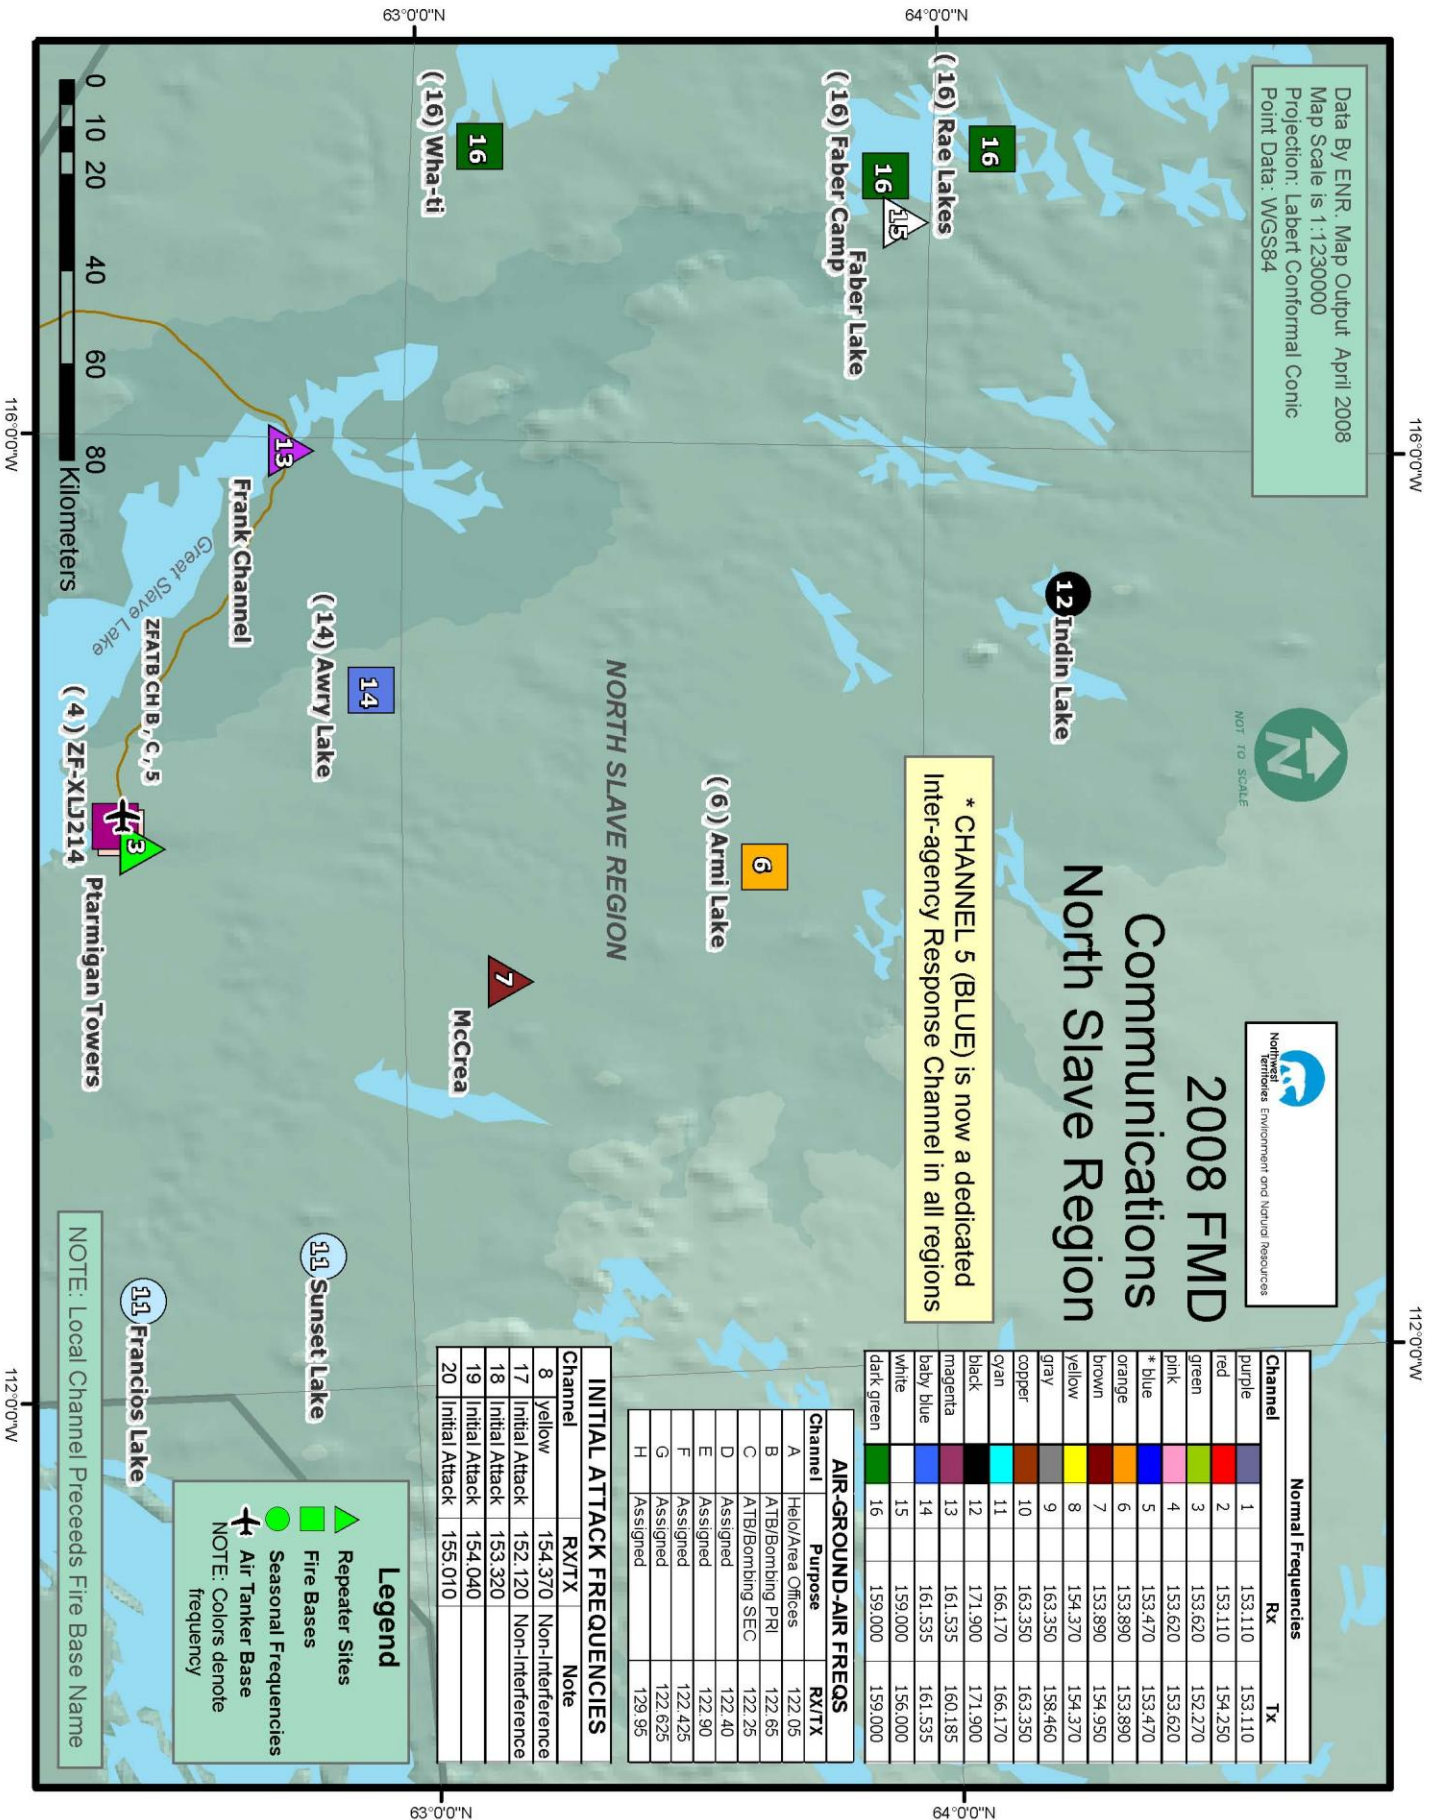 2008 FMD
Communications
North Slave Region
Northwest
Territories Environment and Natural Resources
Data By ENR. Map Output April 2008
Map Scale is 1:1230000
Projection: Labert Conformal Conic
Point Data: WGS84
N
NOT TO SCALE
* CHANNEL 5 (BLUE) is now a dedicated
Inter-agency Response Channel in all regions
116°0'0"W
112°0'0"W
64°0'0"N
64°0'0"N
63°0'0"N
63°0'0"N
116°0'0"W
112°0'0"W
16
(16) Rae Lakes
16
15
Faber Lake
(16) Faber Camp
12 Indin Lake
6
(6) Armi Lake
NORTH SLAVE REGION
16
(16) Wha-ti
7
McCrea
14
(14) Awry Lake
13
Frank Channel
Great Slave Lake
ZFATB CH B, C, 5
3
(4) ZF-XLJ214
Ptarmigan Towers
11 Sunset Lake
11 Francios Lake
0 10 20 40 60 80
Kilometers
Normal Frequencies
Channel Rx Tx
purple 1 153.110 153.110
red 2 153.110 154.250
green 3 153.620 152.270
pink 4 153.620 153.620
* blue 5 153.470 153.470
orange 6 153.890 153.890
brown 7 153.890 154.950
yellow 8 154.370 154.370
gray 9 163.350 158.460
copper 10 163.350 163.350
cyan 11 166.170 166.170
black 12 171.900 171.900
magenta 13 161.535 160.185
baby blue 14 161.535 161.535
white 15 159.000 156.000
dark green 16 159.000 159.000
AIR-GROUND-AIR FREQS
Channel Purpose RX/TX
A Helo/Area Offices 122.05
B ATB/Bombing PRI 122.65
C ATB/Bombing SEC 122.25
D Assigned 122.40
E Assigned 122.90
F Assigned 122.425
G Assigned 122.625
H Assigned 129.95
INITIAL ATTACK FREQUENCIES
Channel RX/TX Note
8 yellow 154.370 Non-Interference
17 Initial Attack 152.120 Non-Interference
18 Initial Attack 153.320
19 Initial Attack 154.040
20 Initial Attack 155.010
Legend
Repeater Sites
Fire Bases
Seasonal Frequencies
Air Tanker Base
NOTE: Colors denote
frequency
NOTE: Local Channel Preceeds Fire Base Name